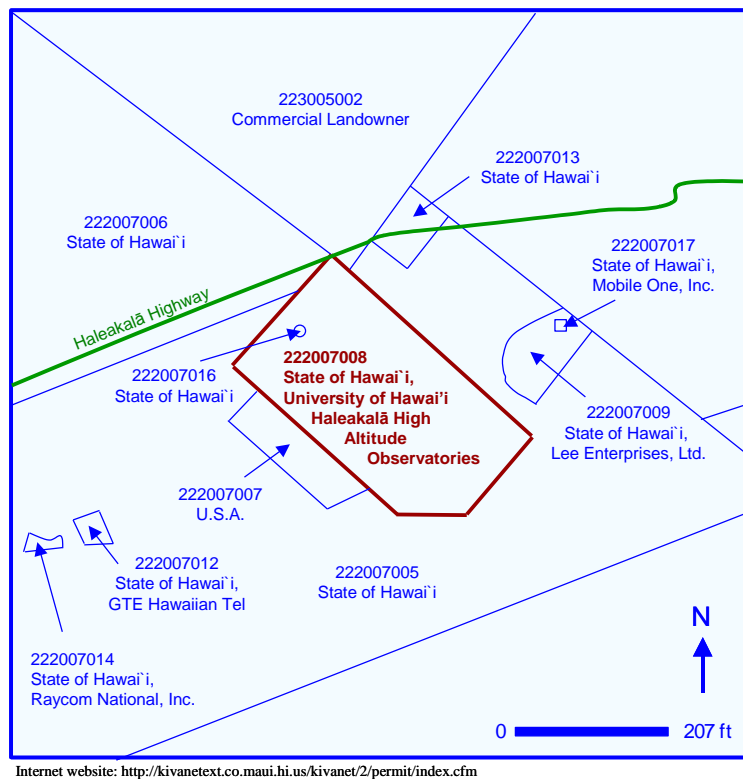 223005002
Commercial Landowner
222007013
State of Hawai`i
222007006
State of Hawai`i
222007017
State of Hawai`i,
Mobile One, Inc.
Haleakalā Highway
222007016
State of Hawai`i
222007008
State of Hawai`i,
University of Hawai'i
Haleakalā High
Altitude
Observatories
222007009
State of Hawai`i,
Lee Enterprises, Ltd.
222007007
U.S.A.
222007012
State of Hawai`i,
GTE Hawaiian Tel
222007005
State of Hawai`i
222007014
State of Hawai`i,
Raycom National, Inc.
N
0 207 ft
Internet website: http://kivanetext.co.maui.hi.us/kivanet/2/permit/index.cfm